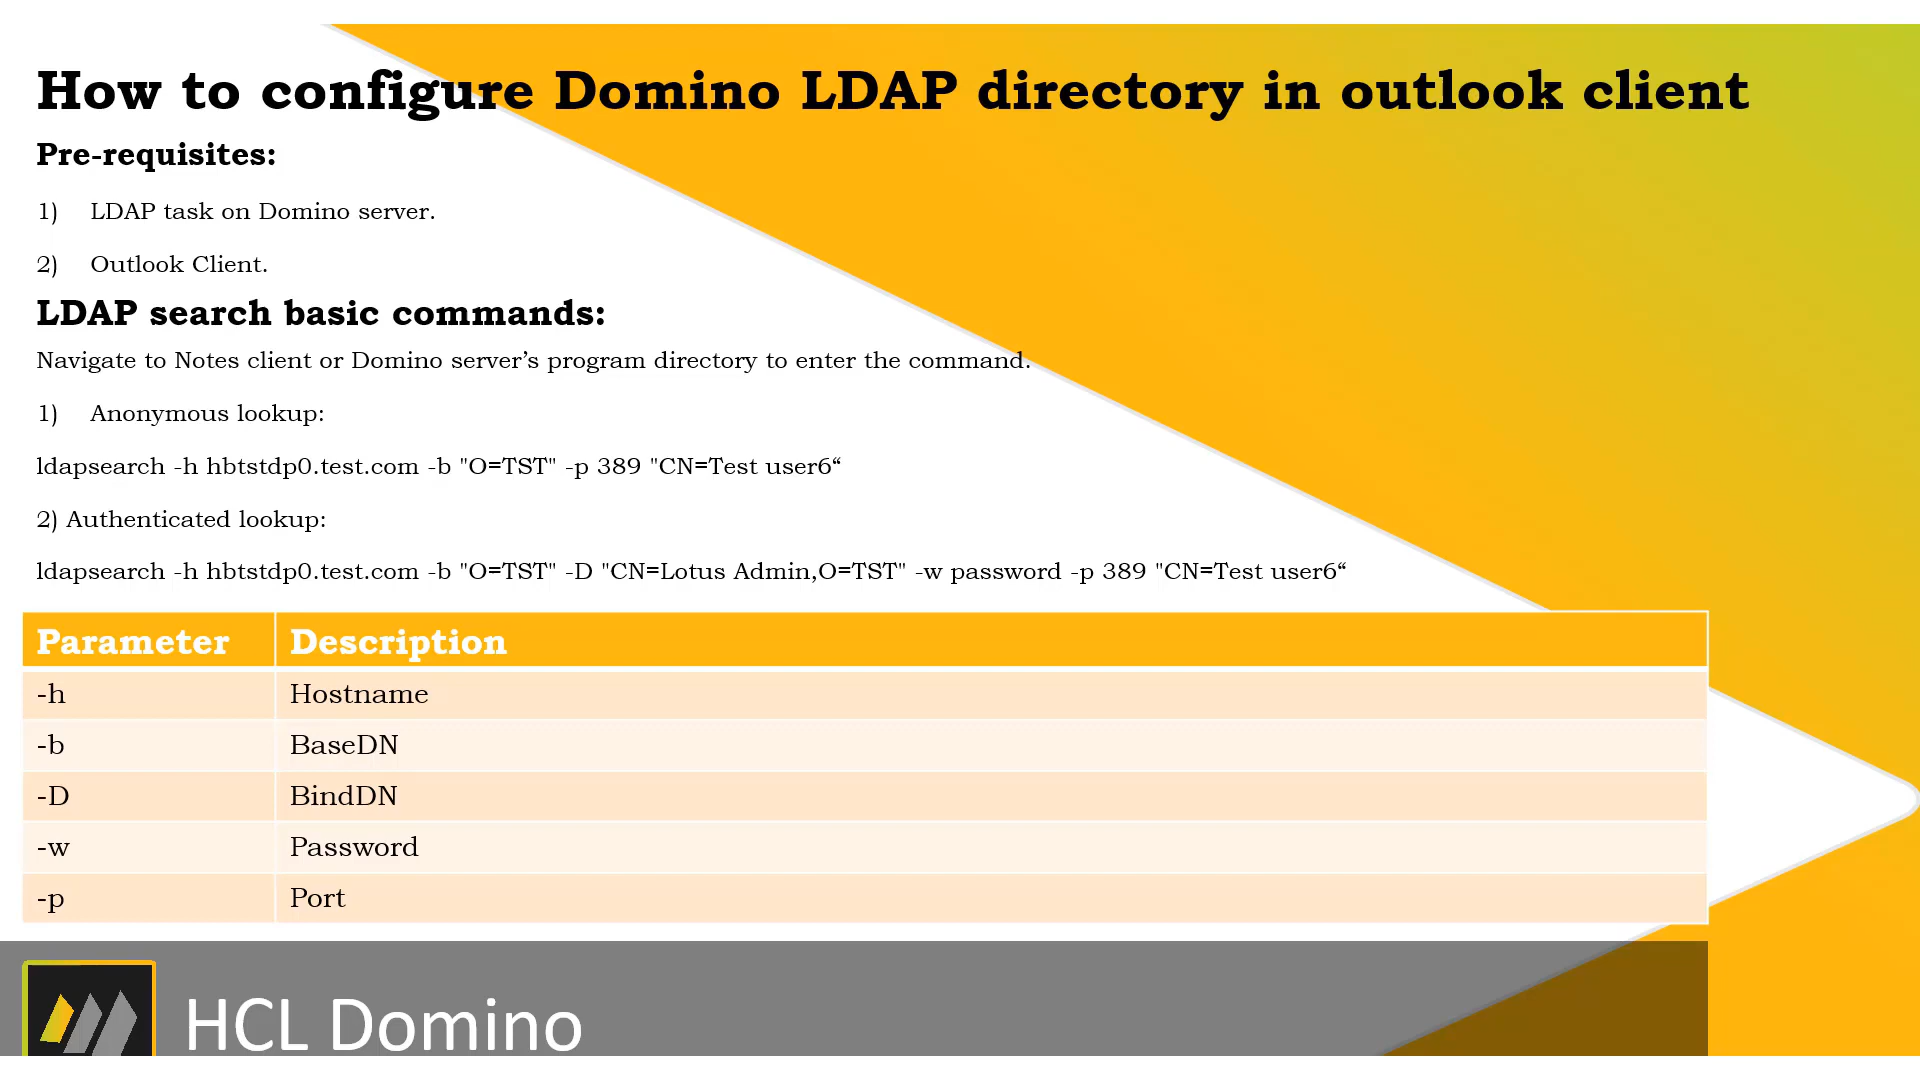 How to configure Domino LDAP directory in outlook client
Pre-requisites:
1) LDAP task on Domino server.
2) Outlook Client.
LDAP search basic commands:
Navigate to Notes client or Domino server’s program directory to enter the command.
1) Anonymous lookup:
ldapsearch -h hbtstdp0.test.com -b "O=TST" -p 389 "CN=Test user6“
2) Authenticated lookup:
ldapsearch -h hbtstdp0.test.com -b "O=TST" -D "CN=Lotus Admin,O=TST" -w password -p 389 "CN=Test user6“
Parameter Description
-h Hostname
-b BaseDN
-D BindDN
-w Password
-p Port
HCL Domino